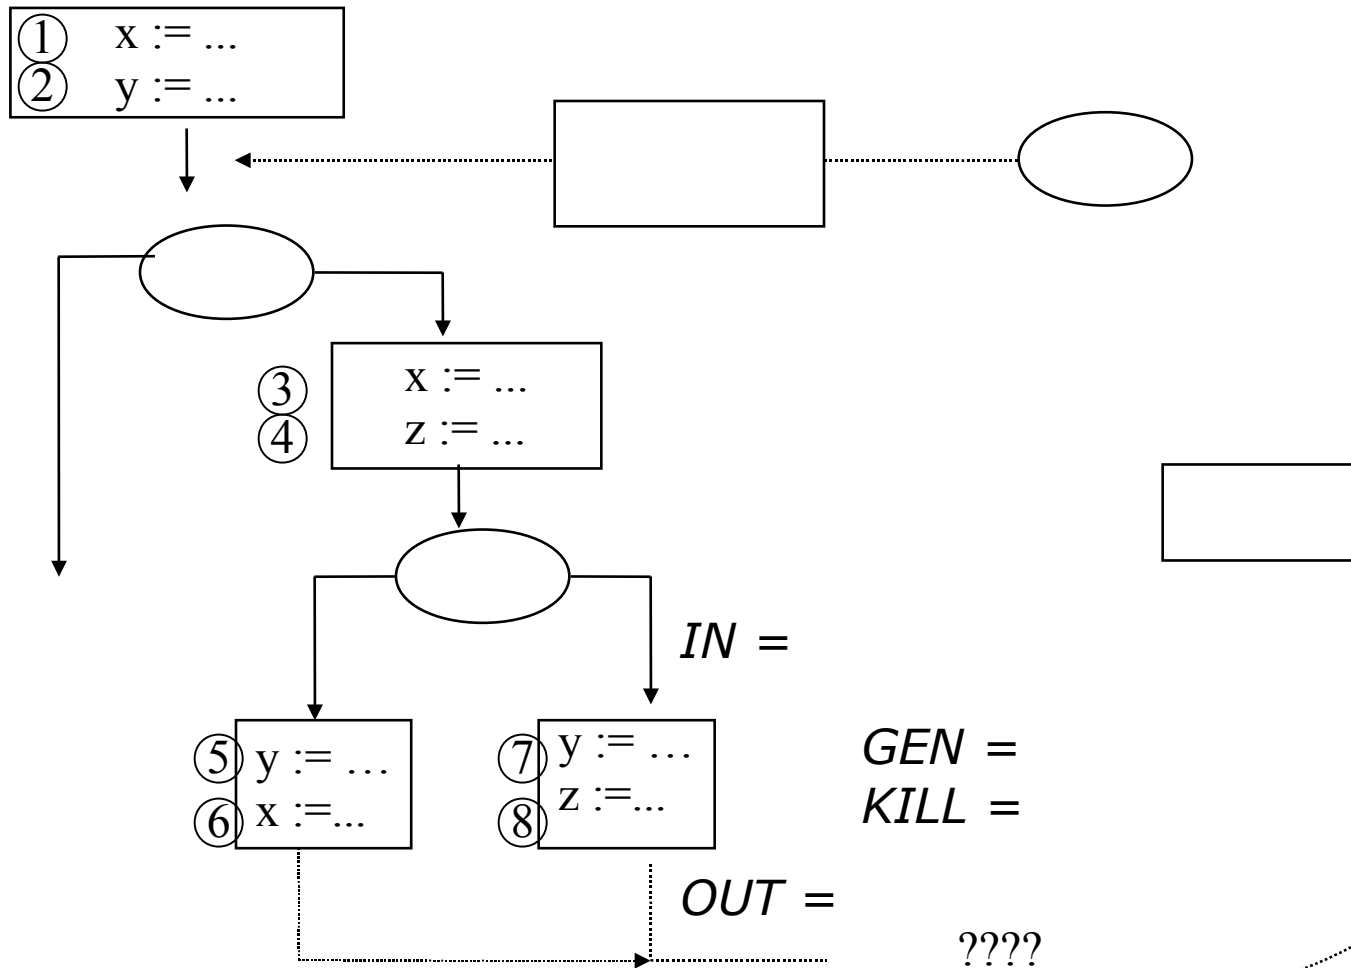 ① x := ...
② y := ...
③ x := ...
④ z := ...
IN =
⑤ y := …
⑥ x :=...
⑦ y := …
⑧ z :=...
GEN =
KILL =
OUT =
????